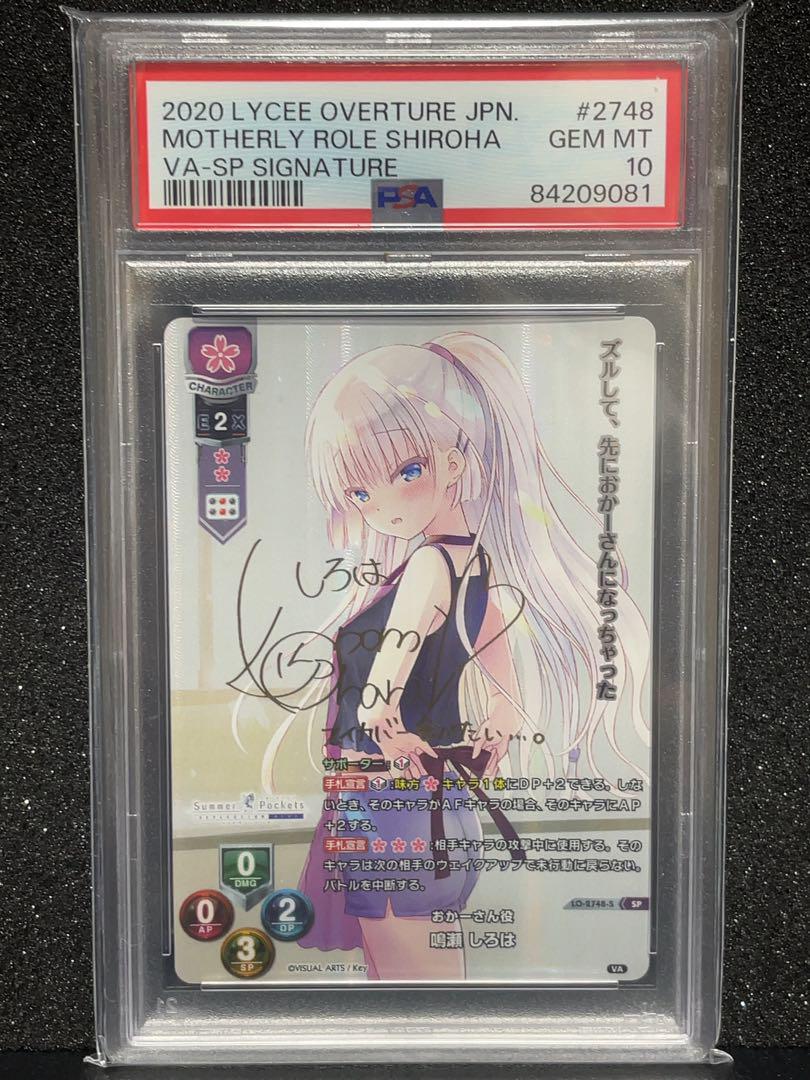 2020 LYCEE OVERTURE JPN. #2748
MOTHERLY ROLE SHIROHA GEM MT
VA-SP SIGNATURE 10
PSA 84209081
CHARACTER
E 2 X
ズルして、先におかーさんになっちゃった
しろは
サポーター:
手札宣言 :味方 キャラ1体にDP+2できる。しな
いとき、そのキャラがAFキャラの場合、そのキャラにAP
+2する。
手札宣言 :相手キャラの攻撃中に使用する。その
キャラは次の相手のウェイクアップで未行動に戻らない。
バトルを中断する。
Summer Pockets
REFLECTION BLUE
0
DMG
0
AP
2
DP
3
SP
LO-2748-S SP
おかーさん役
鳴瀬 しろは
©VISUAL ARTS / Key
VA